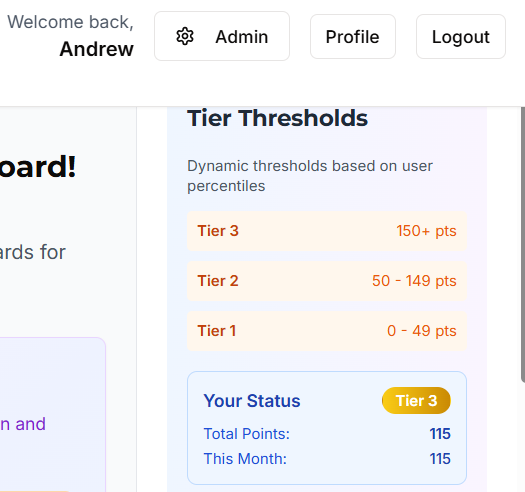 Welcome back,
Andrew
Admin
Profile
Logout
oard!
ards for
n and
Tier Thresholds
Dynamic thresholds based on user
percentiles
Tier 3 150+ pts
Tier 2 50 - 149 pts
Tier 1 0 - 49 pts
Your Status Tier 3
Total Points: 115
This Month: 115